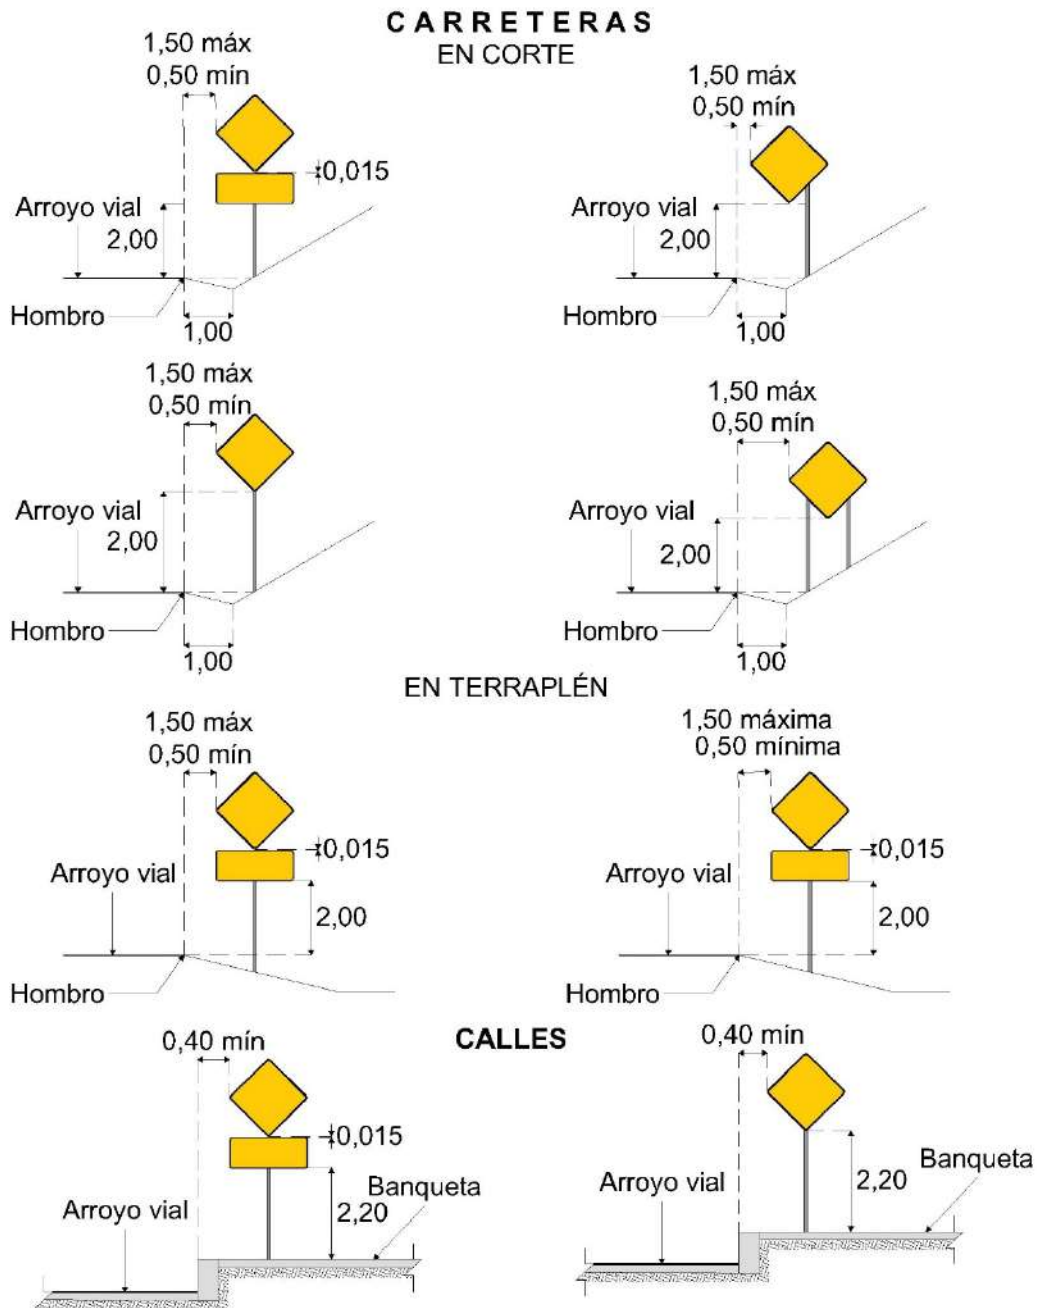 CARRETERAS
EN CORTE
1,50 máx
0,50 mín
0,015
Arroyo vial
2,00
Hombro
1,00
1,50 máx
0,50 mín
Arroyo vial
2,00
Hombro
1,00
1,50 máx
0,50 mín
Arroyo vial
2,00
Hombro
1,00
1,50 máx
0,50 mín
Arroyo vial
2,00
Hombro
1,00
EN TERRAPLÉN
1,50 máx
0,50 mín
0,015
Arroyo vial
2,00
Hombro
1,50 máxima
0,50 mínima
0,015
Arroyo vial
2,00
Hombro
CALLES
0,40 mín
0,015
Banqueta
Arroyo vial
2,20
0,40 mín
Banqueta
Arroyo vial
2,20